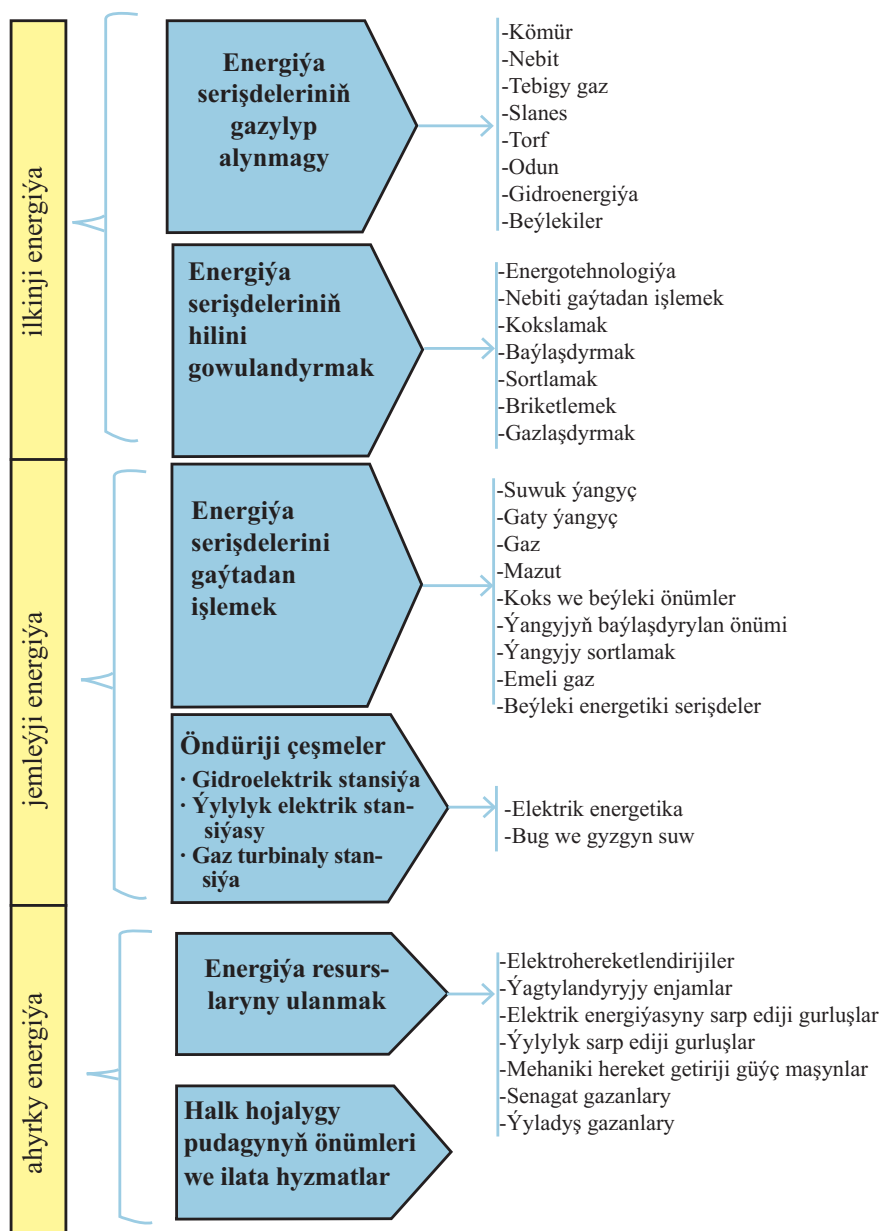 ilkinji energiýa
Energiýa
serişdeleriniň
gazylyp
alynmagy
-Kömür
-Nebit
-Tebigy gaz
-Slanes
-Torf
-Odun
-Gidroenergiýa
-Beýlekiler
Energiýa
serişdeleriniň
hilini
gowulandyrmak
-Energotehnologiýa
-Nebiti gaýtadan işlemek
-Kokslamak
-Baýlaşdyrmak
-Sortlamak
-Briketlemek
-Gazlaşdyrmak
jemleýji energiýa
Energiýa
serişdelerini
gaýtadan
işlemek
-Suwuk ýangyç
-Gaty ýangyç
-Gaz
-Mazut
-Koks we beýleki önümler
-Ýangyjyň baýlaşdyrylan önümi
-Ýangyjy sortlamak
-Emeli gaz
-Beýleki energetiki serişdeler
Öndüriji çeşmeler
· Gidroelektrik stansiýa
· Ýylylyk elektrik stan-
siýasy
· Gaz turbinaly stan-
siýa
-Elektrik energetika
-Bug we gyzgyn suw
ahyrky energiýa
Energiýa resurs-
laryny ulanmak
-Elektrohereketlendirijiler
-Ýagtylandyryjy enjamlar
-Elektrik energiýasyny sarp ediji gurluşlar
-Ýylylyk sarp ediji gurluşlar
-Mehaniki hereket getiriji güýç maşynlar
-Senagat gazanlary
-Ýyladyş gazanlary
Halk hojalygy
pudagynyň önümleri
we ilata hyzmatlar